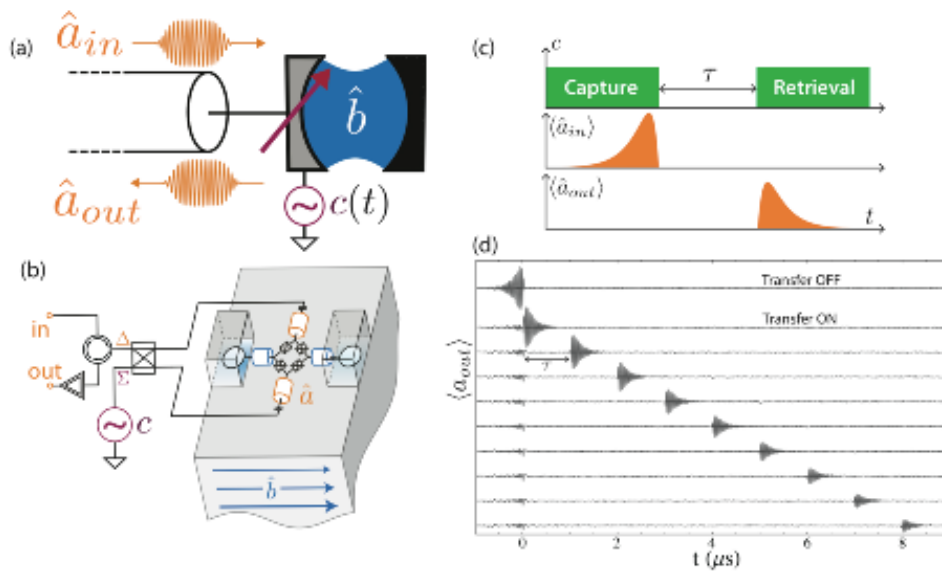 (a)
â_in
b̂
â_out
c(t)
(b)
in
out
Δ
Σ
c
â
b̂
(c)
c
Capture
τ
Retrieval
⟨â_in⟩
⟨â_out⟩
t
(d)
Transfer OFF
Transfer ON
τ
⟨a_out⟩
0 2 4 6 8
t (μs)